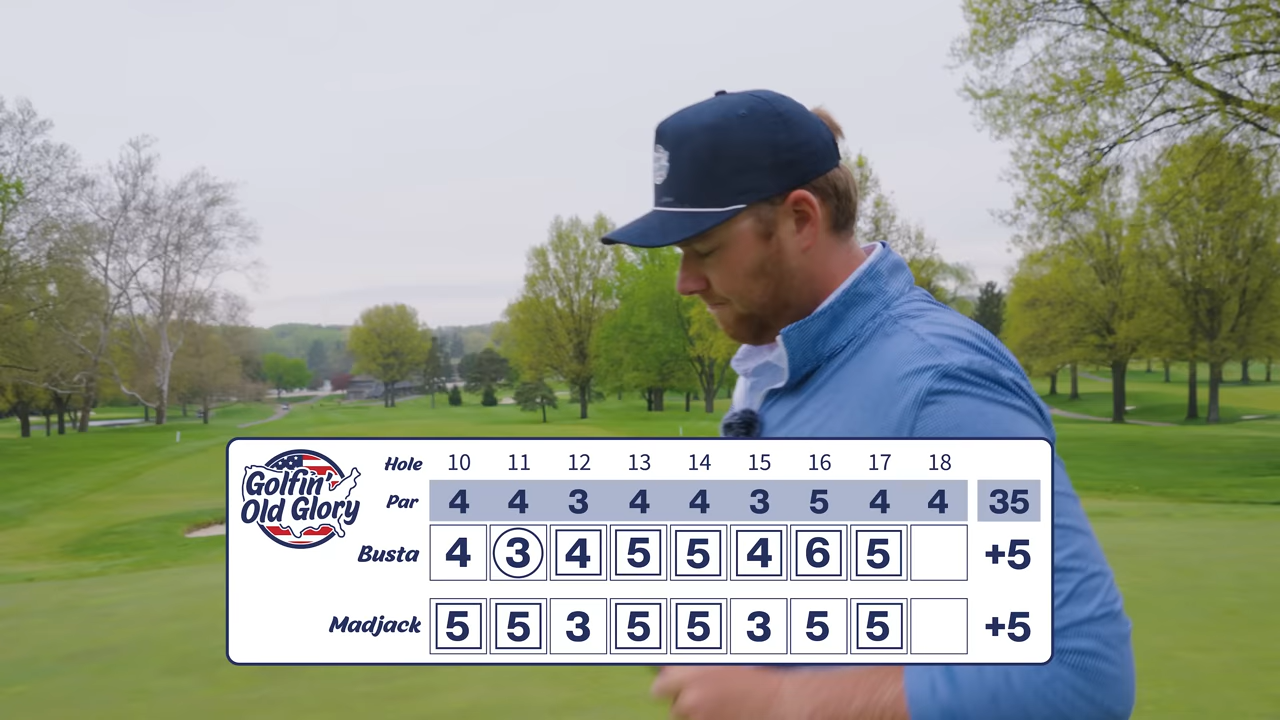 Golfin'
Old Glory
Hole 10 11 12 13 14 15 16 17 18
Par 4 4 3 4 4 3 5 4 4 35
Busta 4 3 4 5 5 4 6 5 +5
Madjack 5 5 3 5 5 3 5 5 +5